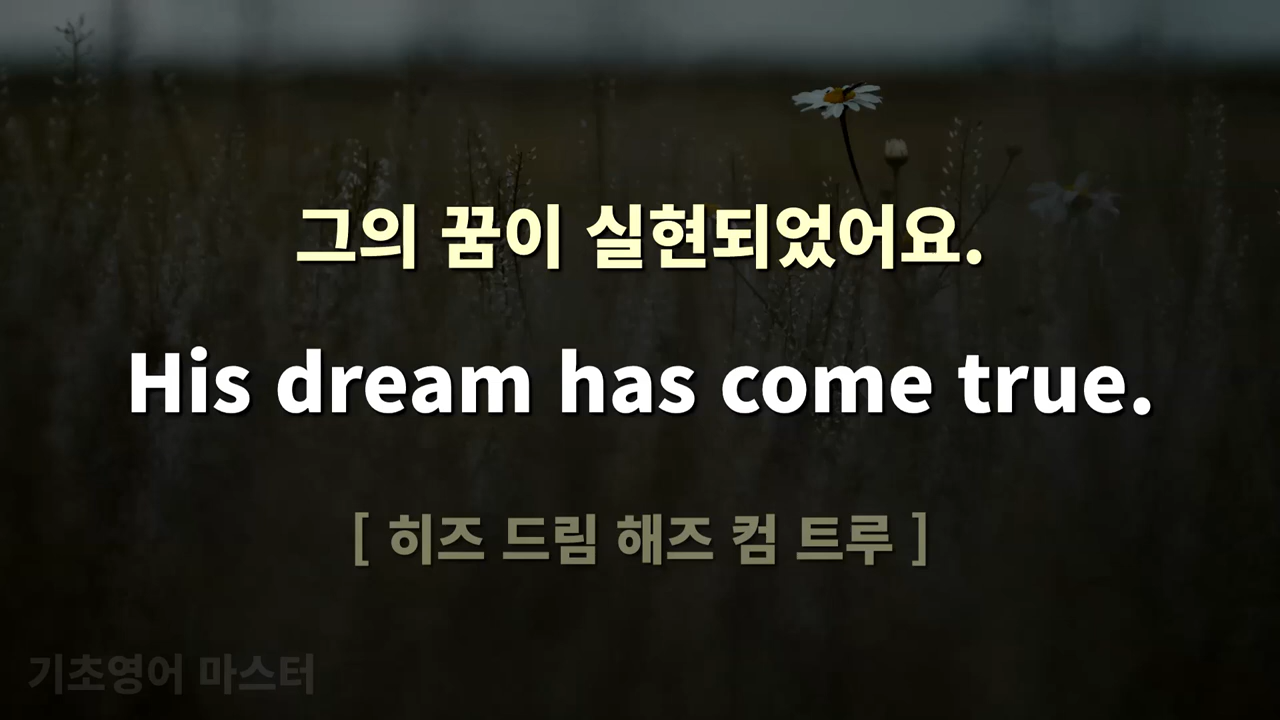 그의 꿈이 실현되었어요.
His dream has come true.
[ 히즈 드림 해즈 컴 트루 ]
기초영어 마스터